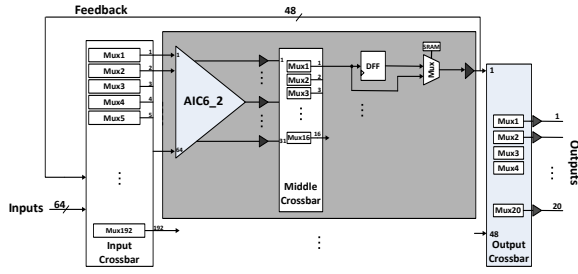 Feedback
48
Mux1 1
Mux2 2
Mux3 3
Mux4 4
Mux5 5
Mux192 192
Input
Crossbar
Inputs
64
1
64
AIC6_2
1
31
Mux1 1
Mux2 2
Mux3 3
Mux16 16
Middle
Crossbar
DFF
SRAM
Mux
1
48
Mux1 1
Mux2
Mux3
Mux4
Mux20 20
Output
Crossbar
Outputs